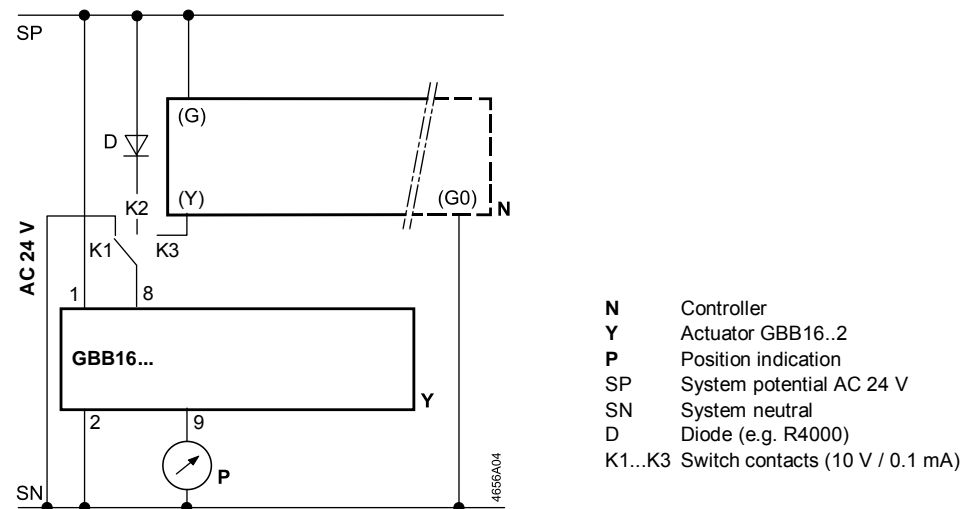 SP
(G)
D
(Y)
(G0)
N
K2
K1
K3
AC 24 V
1
8
GBB16...
Y
2
9
P
SN
4656A04
N Controller
Y Actuator GBB16..2
P Position indication
SP System potential AC 24 V
SN System neutral
D Diode (e.g. R4000)
K1...K3 Switch contacts (10 V / 0.1 mA)